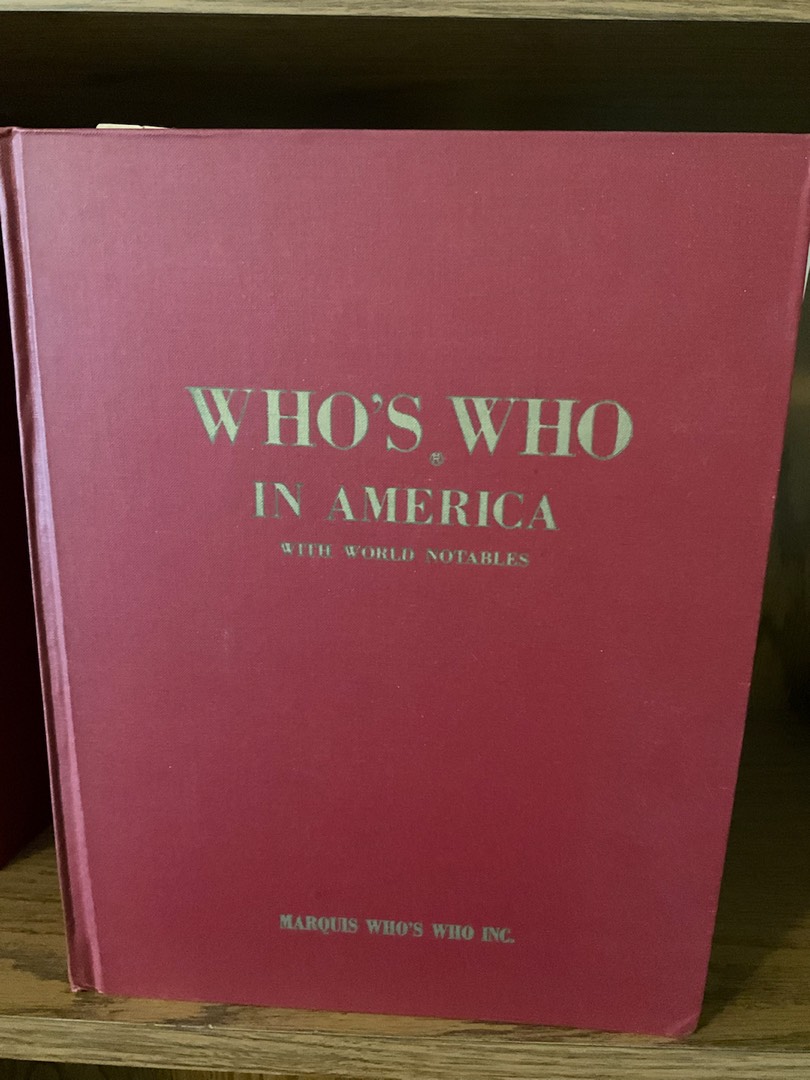 WHO'S WHO
®
IN AMERICA
WITH WORLD NOTABLES
MARQUIS WHO'S WHO INC.